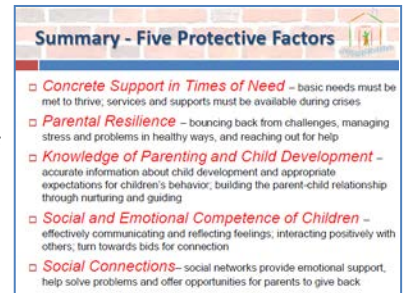 Summary - Five Protective Factors
□ Concrete Support in Times of Need – basic needs must be
met to thrive; services and supports must be available during crises
□ Parental Resilience – bouncing back from challenges, managing
stress and problems in healthy ways, and reaching out for help
□ Knowledge of Parenting and Child Development –
accurate information about child development and appropriate
expectations for children's behavior; building the parent-child relationship
through nurturing and guiding
□ Social and Emotional Competence of Children –
effectively communicating and reflecting feelings; interacting positively with
others; turn towards bids for connection
□ Social Connections– social networks provide emotional support,
help solve problems and offer opportunities for parents to give back